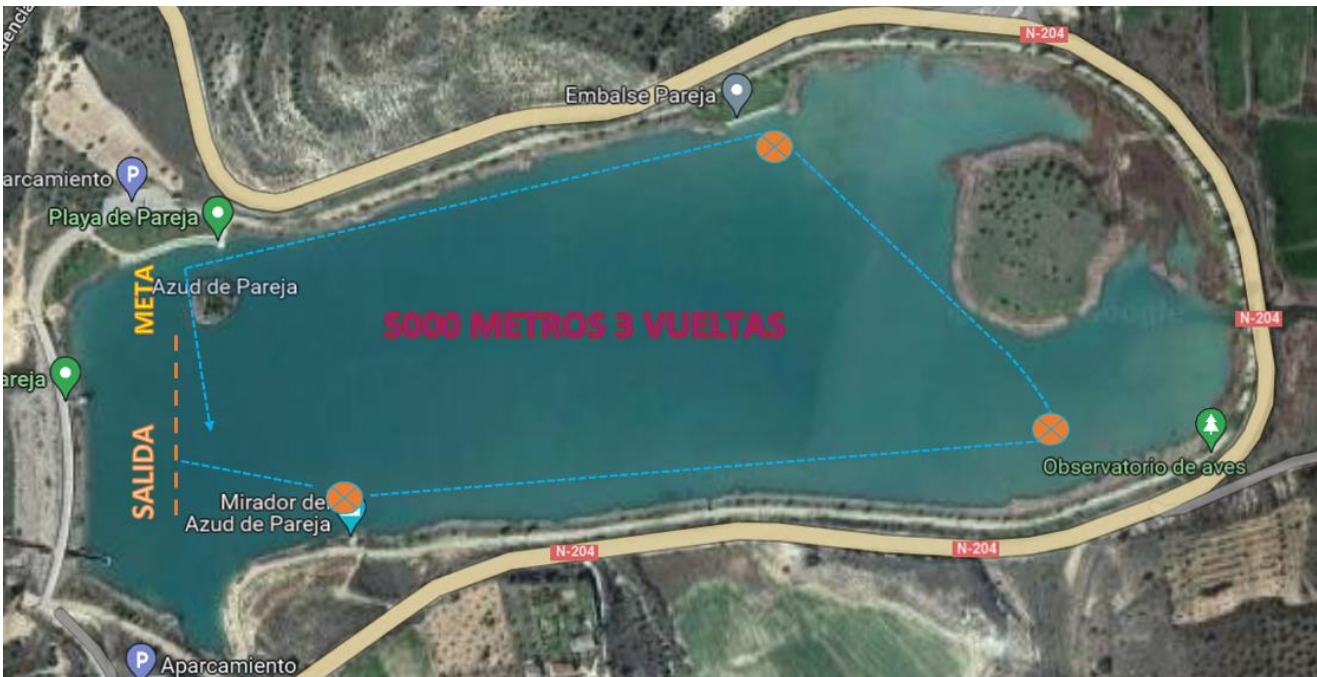 N-204
Embalse Pareja
P
arcamiento
Playa de Pareja
META
Azud de Pareja
5000 METROS 3 VUELTAS
N-204
areja
SALIDA
Observatorio de aves
Mirador de
Azud de Pareja
N-204
N-204
P
Aparcamiento